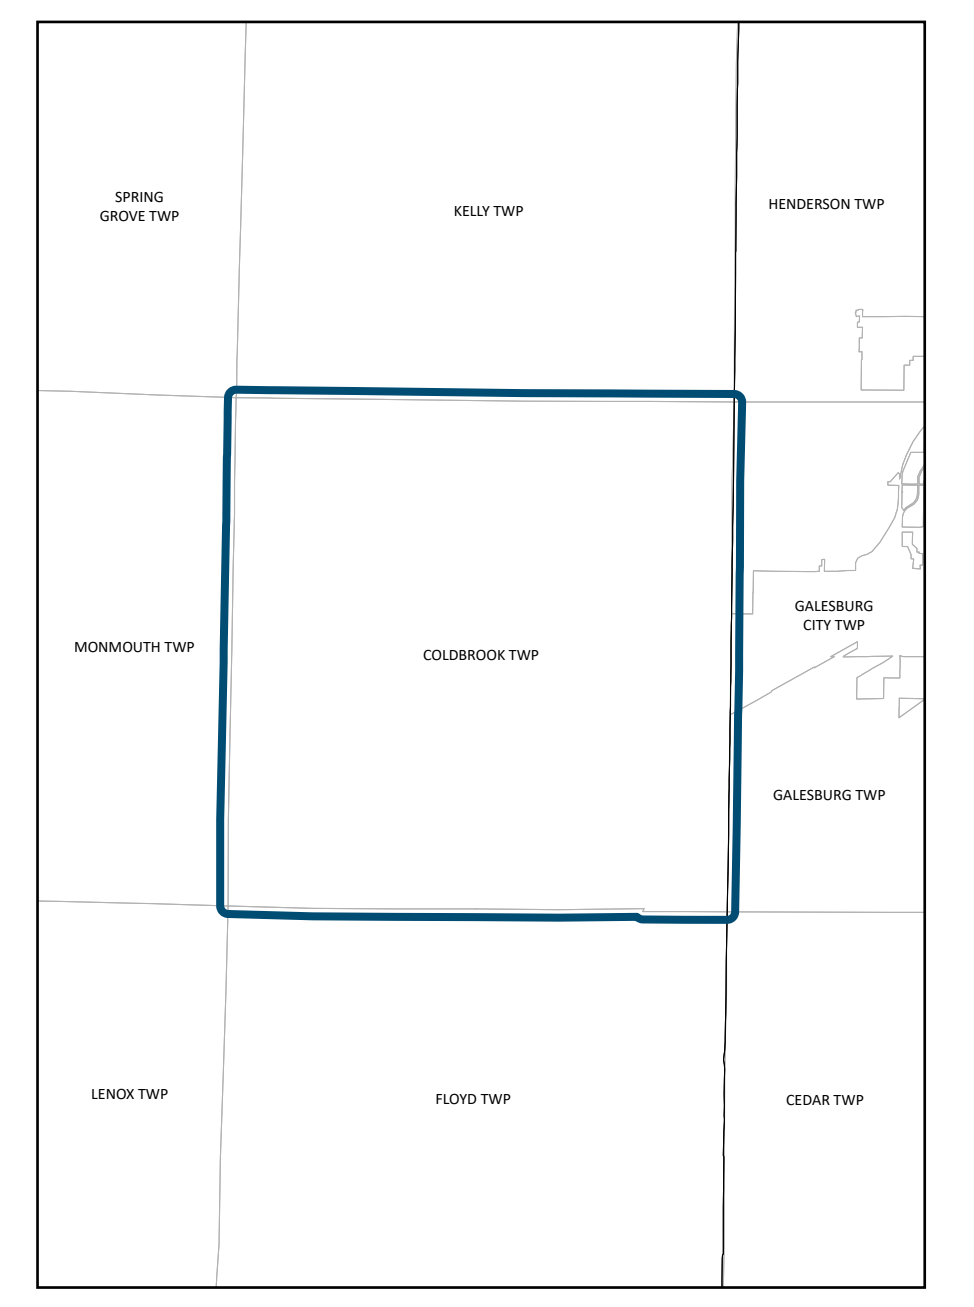 SPRING
GROVE TWP
KELLY TWP
HENDERSON TWP
MONMOUTH TWP
COLDBROOK TWP
GALESBURG
CITY TWP
GALESBURG TWP
LENOX TWP
FLOYD TWP
CEDAR TWP